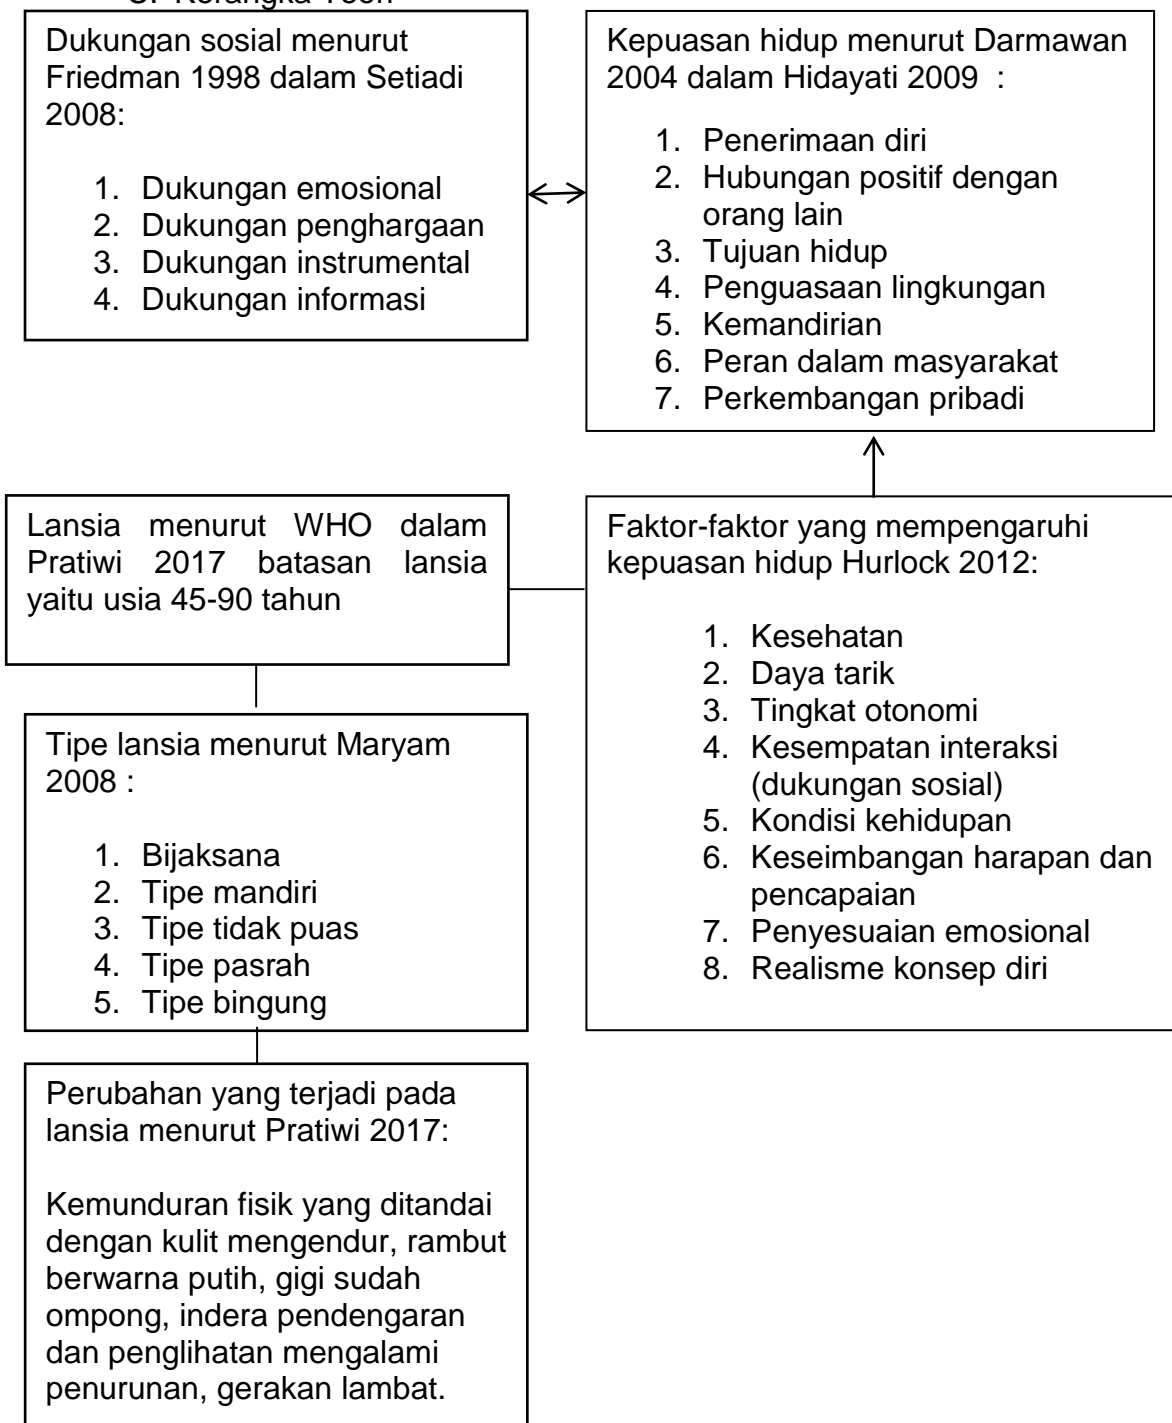 Dukungan sosial menurut
Friedman 1998 dalam Setiadi
2008:
1. Dukungan emosional
2. Dukungan penghargaan
3. Dukungan instrumental
4. Dukungan informasi
Kepuasan hidup menurut Darmawan
2004 dalam Hidayati 2009 :
1. Penerimaan diri
2. Hubungan positif dengan
orang lain
3. Tujuan hidup
4. Penguasaan lingkungan
5. Kemandirian
6. Peran dalam masyarakat
7. Perkembangan pribadi
Lansia menurut WHO dalam
Pratiwi 2017 batasan lansia
yaitu usia 45-90 tahun
Faktor-faktor yang mempengaruhi
kepuasan hidup Hurlock 2012:
1. Kesehatan
2. Daya tarik
3. Tingkat otonomi
4. Kesempatan interaksi
(dukungan sosial)
5. Kondisi kehidupan
6. Keseimbangan harapan dan
pencapaian
7. Penyesuaian emosional
8. Realisme konsep diri
Tipe lansia menurut Maryam
2008 :
1. Bijaksana
2. Tipe mandiri
3. Tipe tidak puas
4. Tipe pasrah
5. Tipe bingung
Perubahan yang terjadi pada
lansia menurut Pratiwi 2017:
Kemunduran fisik yang ditandai
dengan kulit mengendur, rambut
berwarna putih, gigi sudah
ompong, indera pendengaran
dan penglihatan mengalami
penurunan, gerakan lambat.